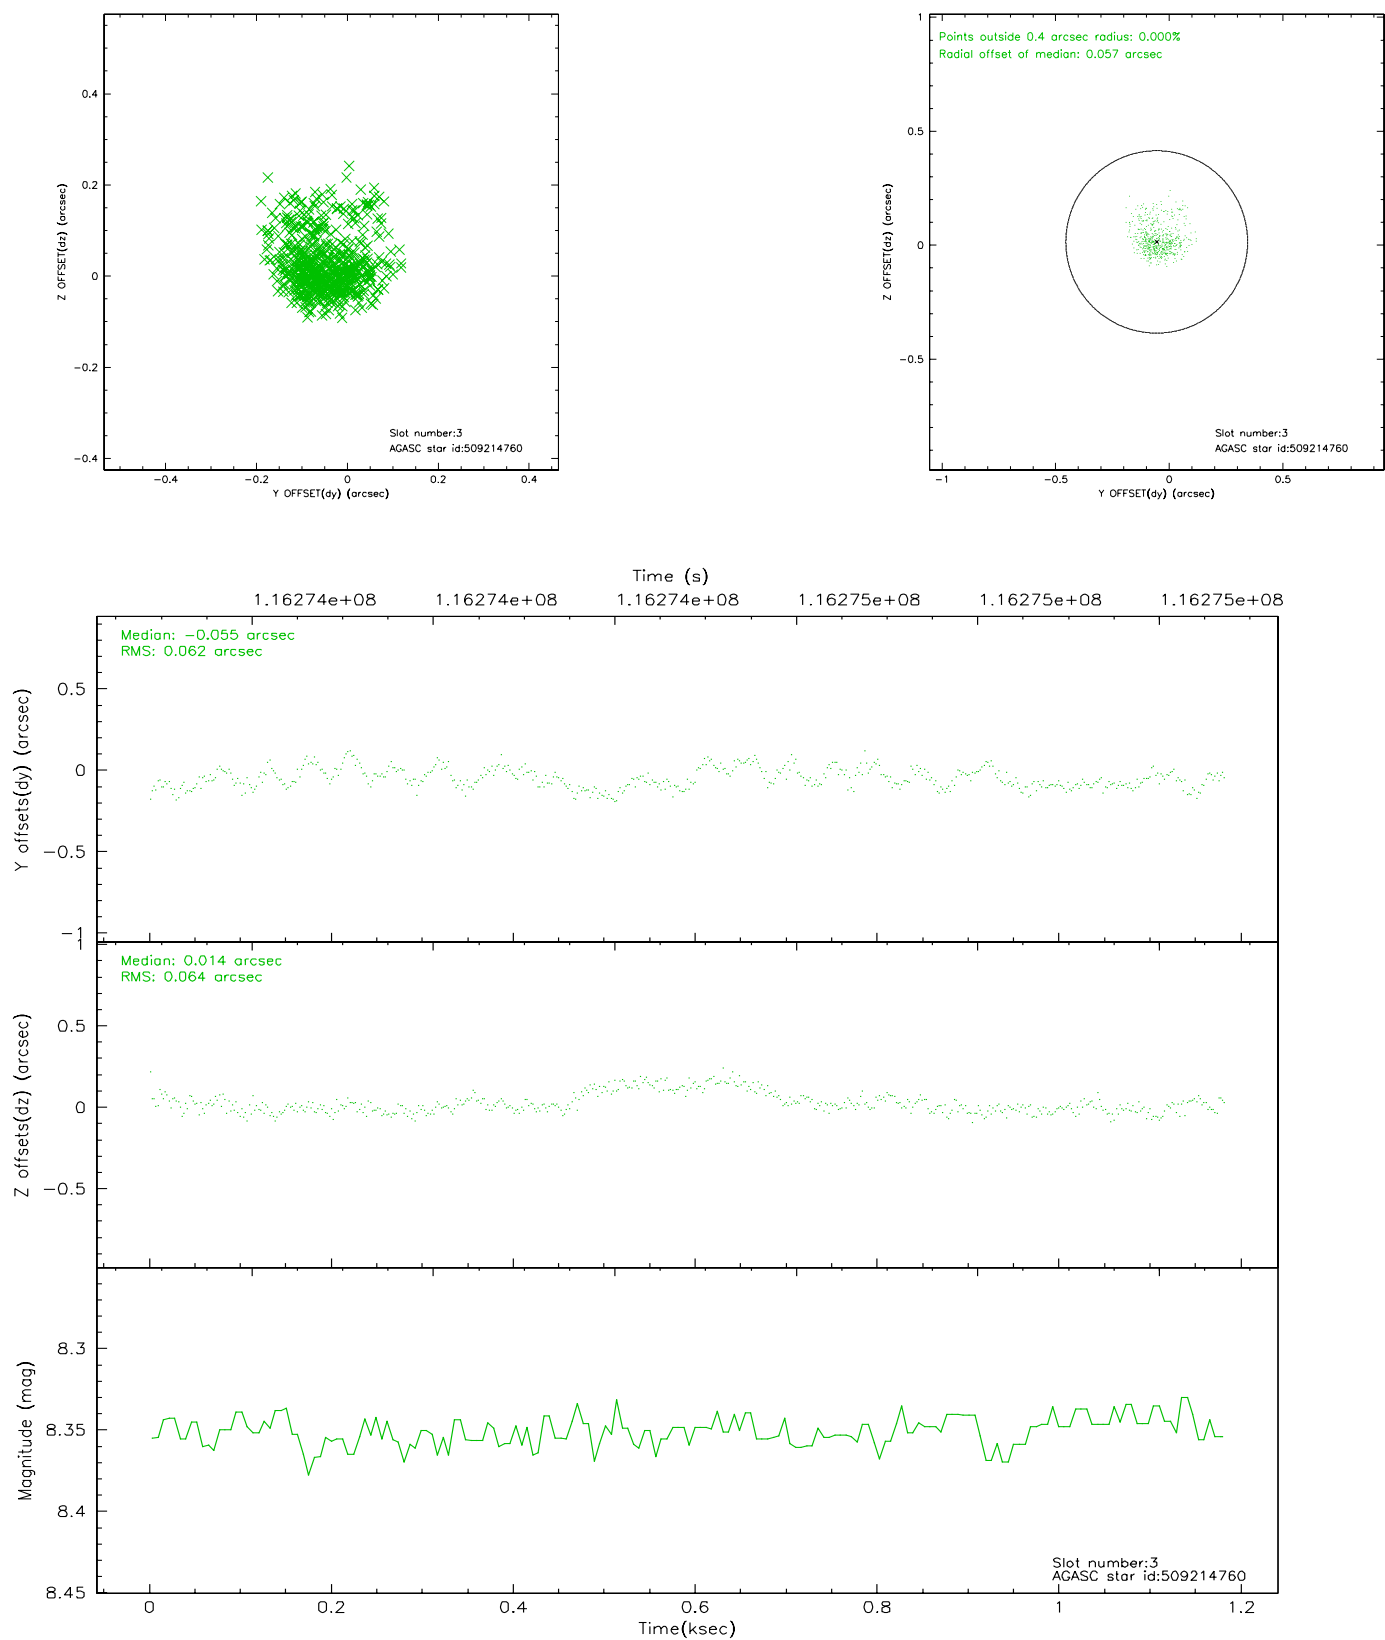 0.4
0.2
0
−0.2
−0.4
Z OFFSET(dz) (arcsec)
Slot number:3
AGASC star id:509214760
−0.4 −0.2 0 0.2 0.4
Y OFFSET(dy) (arcsec)
Points outside 0.4 arcsec radius: 0.000%
Radial offset of median: 0.057 arcsec
1
0.5
0
−0.5
Z OFFSET(dz) (arcsec)
Slot number:3
AGASC star id:509214760
−1 −0.5 0 0.5
Y OFFSET(dy) (arcsec)
Time (s)
1.16274e+08 1.16274e+08 1.16274e+08 1.16275e+08 1.16275e+08 1.16275e+08
Median: −0.055 arcsec
RMS: 0.062 arcsec
0.5
0
−0.5
−1
Y offsets(dy) (arcsec)
1
Median: 0.014 arcsec
RMS: 0.064 arcsec
0.5
0
−0.5
Z offsets(dz) (arcsec)
8.3
8.35
8.4
8.45
Magnitude (mag)
Slot number:3
AGASC star id:509214760
0 0.2 0.4 0.6 0.8 1 1.2
Time(ksec)